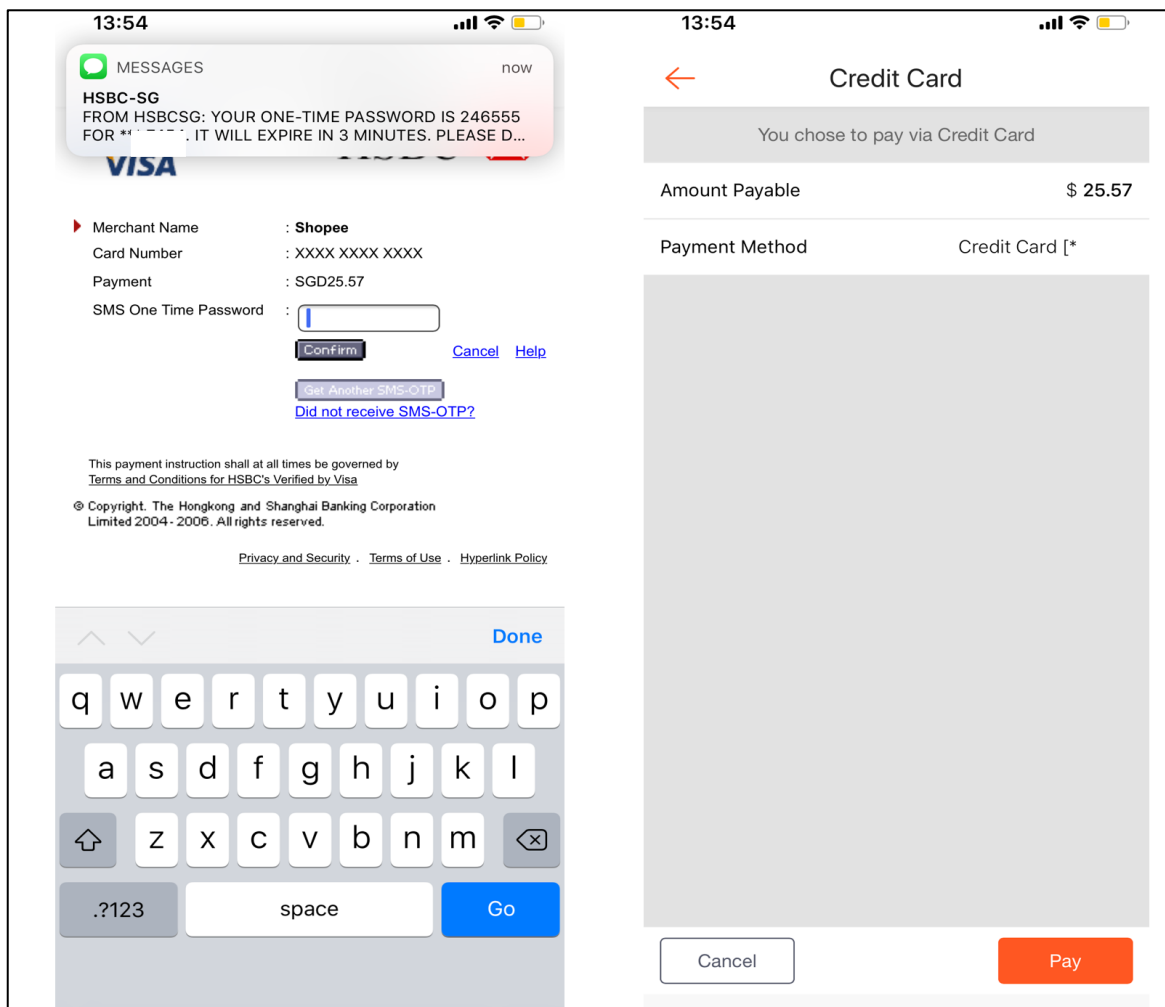 13:54
MESSAGES
now
HSBC-SG
FROM HSBCSG: YOUR ONE-TIME PASSWORD IS 246555
FOR ** . IT WILL EXPIRE IN 3 MINUTES. PLEASE D...
VISA
HSBC
Merchant Name : Shopee
Card Number : XXXX XXXX XXXX
Payment : SGD25.57
SMS One Time Password :
Confirm
Cancel Help
Get Another SMS-OTP
Did not receive SMS-OTP?
This payment instruction shall at all times be governed by
Terms and Conditions for HSBC's Verified by Visa
© Copyright. The Hongkong and Shanghai Banking Corporation
Limited 2004 - 2006. All rights reserved.
Privacy and Security . Terms of Use . Hyperlink Policy
Done
q w e r t y u i o p
a s d f g h j k l
z x c v b n m
.?123 space Go
13:54
Credit Card
You chose to pay via Credit Card
Amount Payable $ 25.57
Payment Method Credit Card [*
Cancel Pay